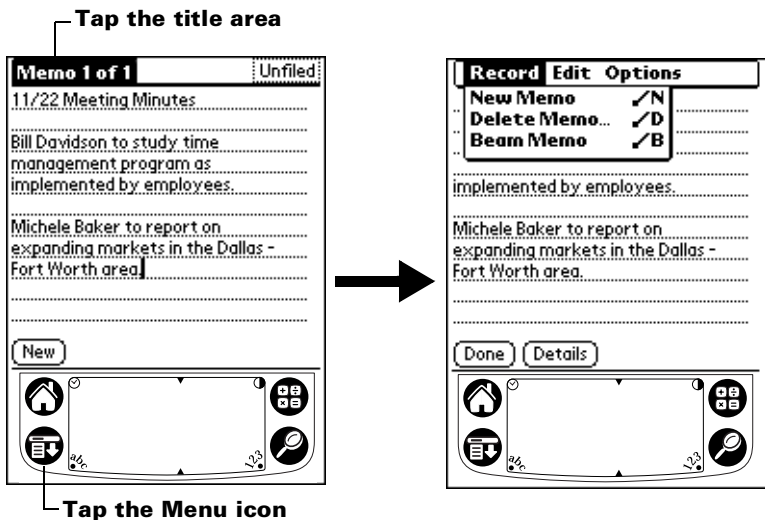 Tap the title area
Memo 1 of 1 Unfiled
11/22 Meeting Minutes
Bill Davidson to study time
management program as
implemented by employees.
Michele Baker to report on
expanding markets in the Dallas -
Fort Worth area.
New
abc 123
Tap the Menu icon
Record Edit Options
New Memo /N
Delete Memo... /D
Beam Memo /B
implemented by employees.
Michele Baker to report on
expanding markets in the Dallas -
Fort Worth area.
Done Details
abc 123